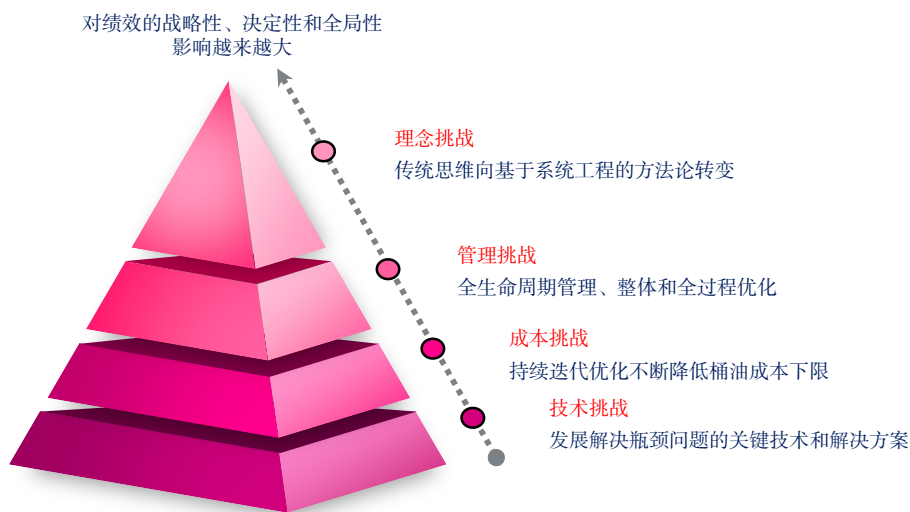 对绩效的战略性、决定性和全局性
影响越来越大
理念挑战
传统思维向基于系统工程的方法论转变
管理挑战
全生命周期管理、整体和全过程优化
成本挑战
持续迭代优化不断降低桶油成本下限
技术挑战
发展解决瓶颈问题的关键技术和解决方案